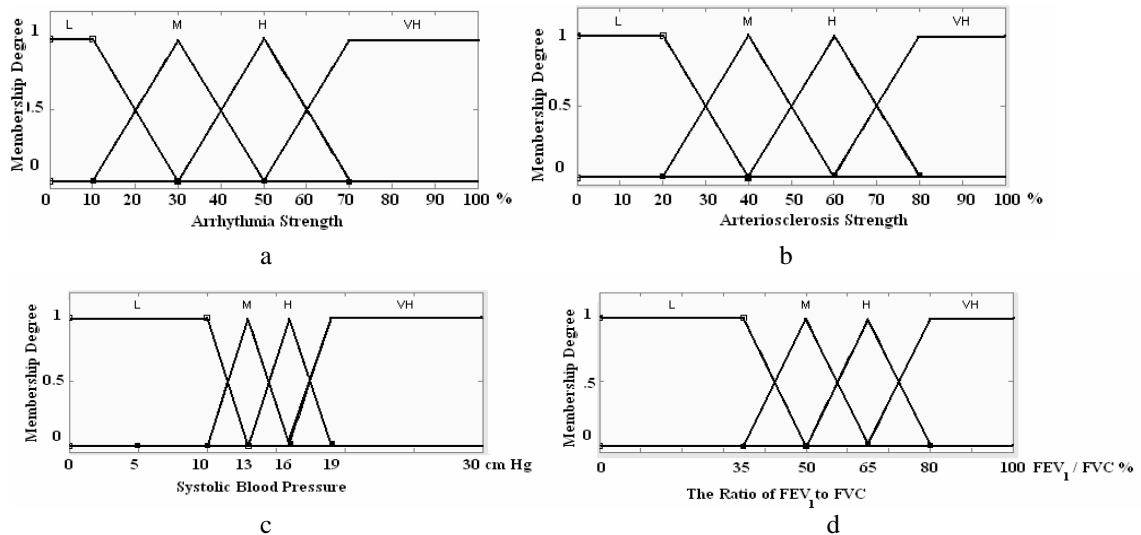 L M H VH
1
.5
0
Membership Degree
0 10 20 30 40 50 60 70 80 90 100 %
Arrhythmia Strength
a
L M H VH
1
0.5
0
Membership Degree
0 10 20 30 40 50 60 70 80 90 100 %
Arteriosclerosis Strength
b
L M H VH
1
0.5
0
Membership Degree
0 5 10 13 16 19 30 cm Hg
Systolic Blood Pressure
c
L M H VH
1
.5
0
Membership Degree
0 35 50 65 80 100 FEV1 / FVC %
The Ratio of FEV1 to FVC
d